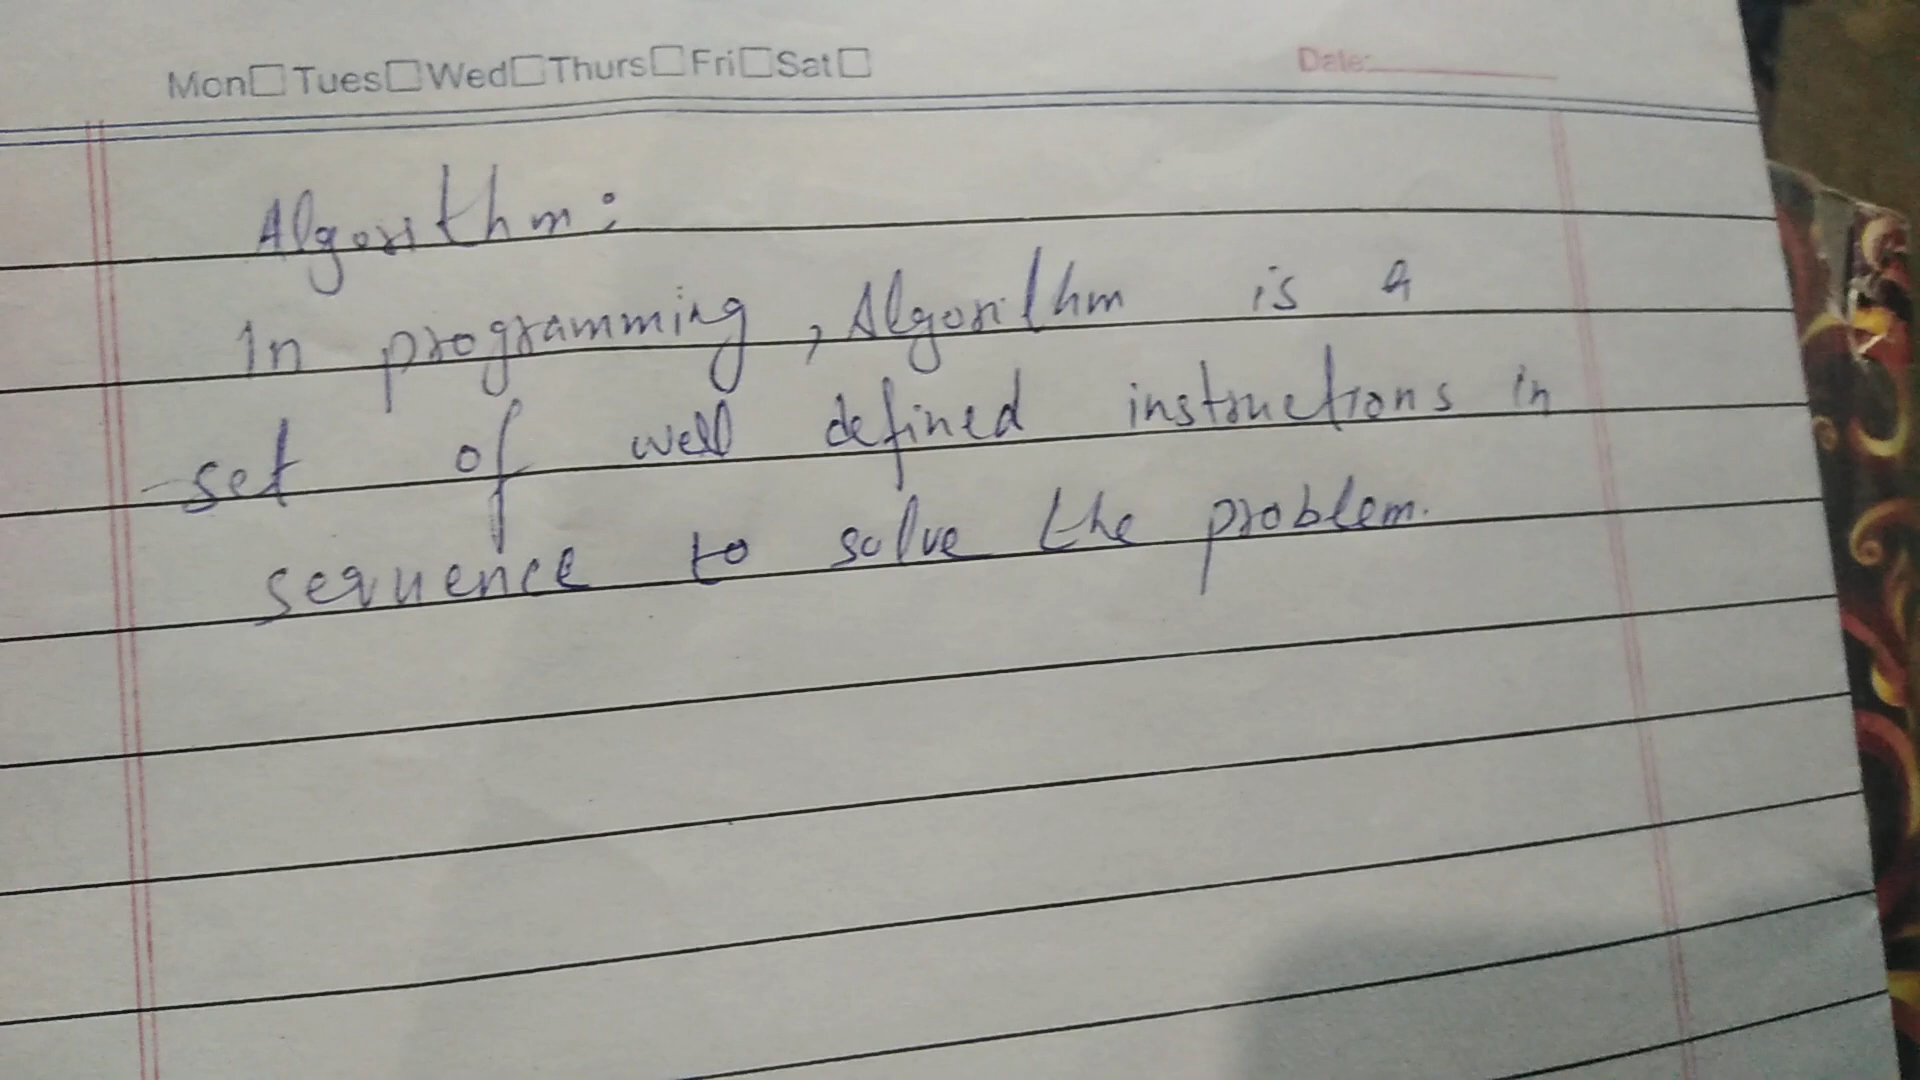 Mon☐ Tues☐ Wed☐ Thurs☐ Fri☐ Sat☐ Date:
Algorithm:
In programming, Algorithm is a
set of well defined instructions in
sequence to solve the problem.